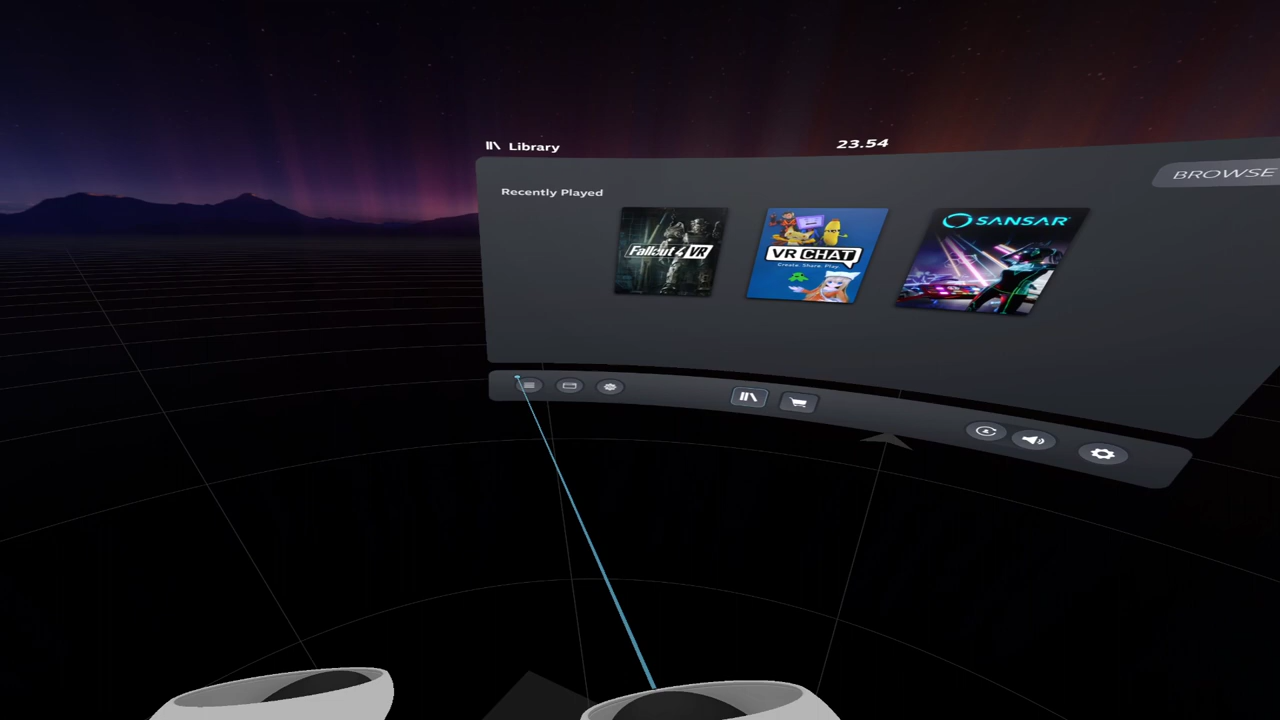 Library
23.54
BROWSE
Recently Played
Fallout 4 VR
VRCHAT
Create. Share. Play.
SANSAR